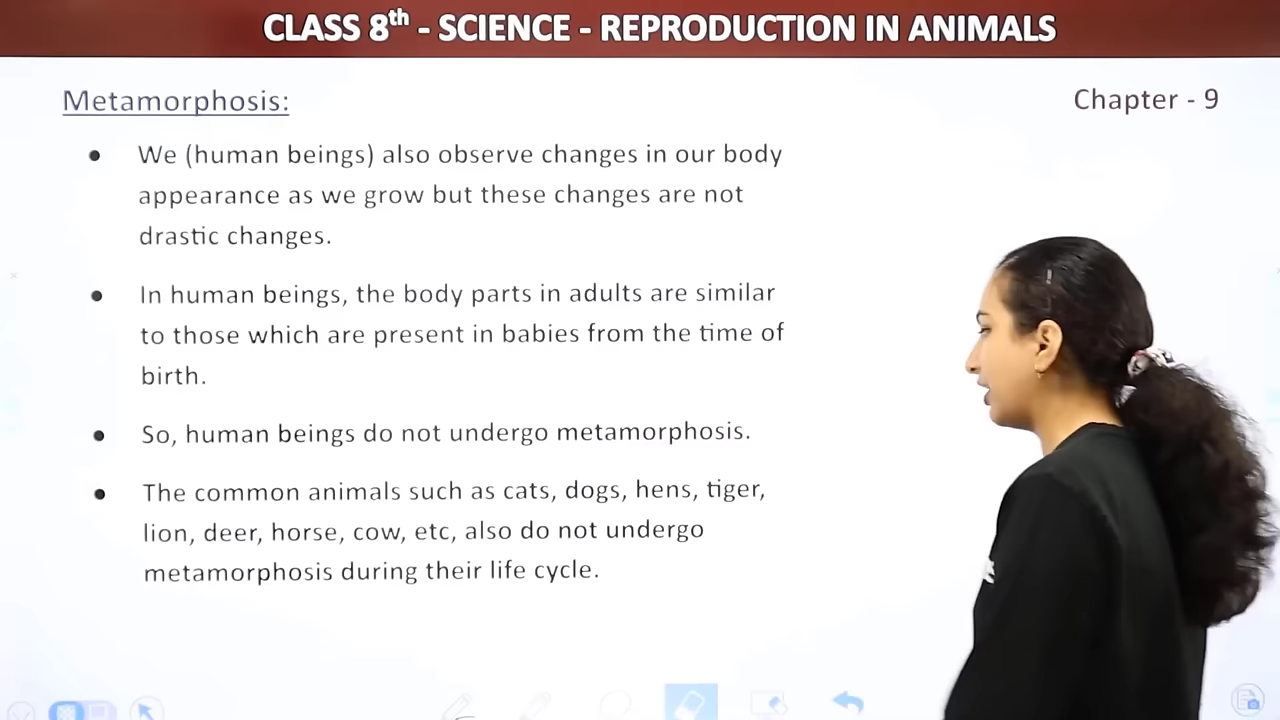 CLASS 8th - SCIENCE - REPRODUCTION IN ANIMALS
Metamorphosis:
Chapter - 9
We (human beings) also observe changes in our body
appearance as we grow but these changes are not
drastic changes.
In human beings, the body parts in adults are similar
to those which are present in babies from the time of
birth.
So, human beings do not undergo metamorphosis.
The common animals such as cats, dogs, hens, tiger,
lion, deer, horse, cow, etc, also do not undergo
metamorphosis during their life cycle.